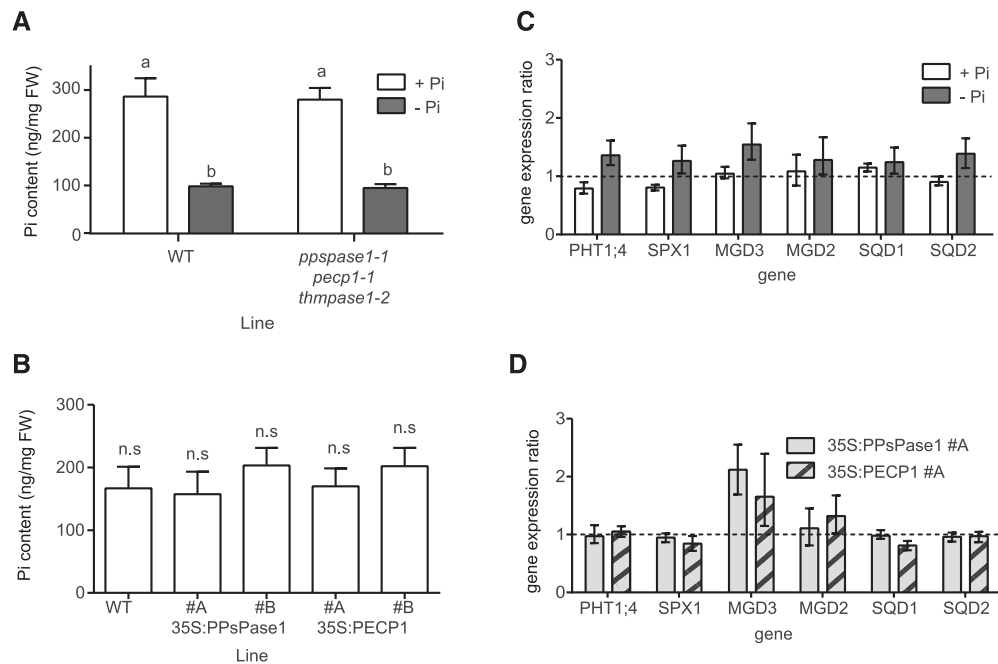 A
Pi content (ng/mg FW)
300
200
100
0
a
b
a
b
+ Pi
- Pi
WT
ppspase1-1
pecp1-1
thmpase1-2
Line
C
gene expression ratio
3
2
1
0
+ Pi
- Pi
PHT1;4 SPX1 MGD3 MGD2 SQD1 SQD2
gene
B
Pi content (ng/mg FW)
300
200
100
0
n.s n.s n.s n.s n.s
WT #A #B #A #B
35S:PPsPase1 35S:PECP1
Line
D
gene expression ratio
3
2
1
0
35S:PPsPase1 #A
35S:PECP1 #A
PHT1;4 SPX1 MGD3 MGD2 SQD1 SQD2
gene